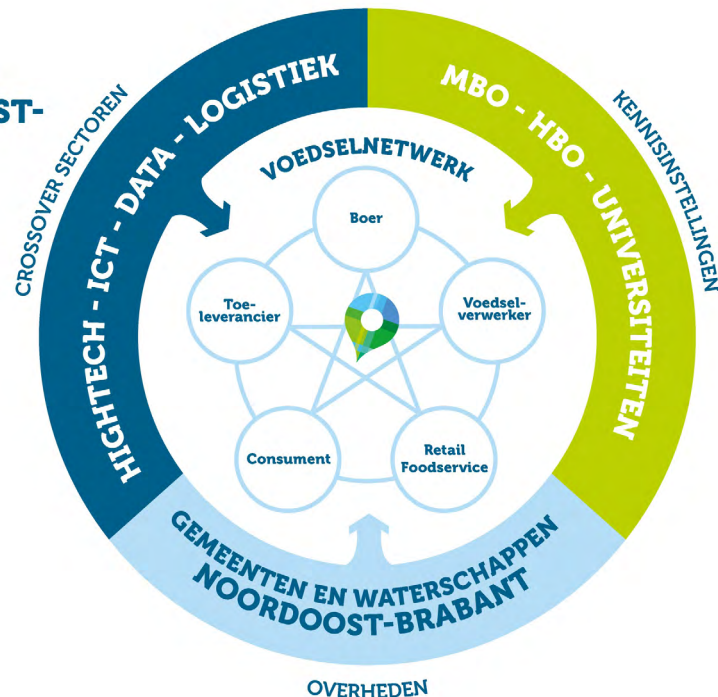 ST-
CROSSOVER SECTOREN
HIGHTECH - ICT - DATA - LOGISTIEK
MBO - HBO - UNIVERSITEITEN
KENNISINSTELLINGEN
VOEDSELNETWERK
Boer
Toe-
leverancier
Voedsel-
verwerker
Consument
Retail
Foodservice
GEMEENTEN EN WATERSCHAPPEN
NOORDOOST-BRABANT
OVERHEDEN